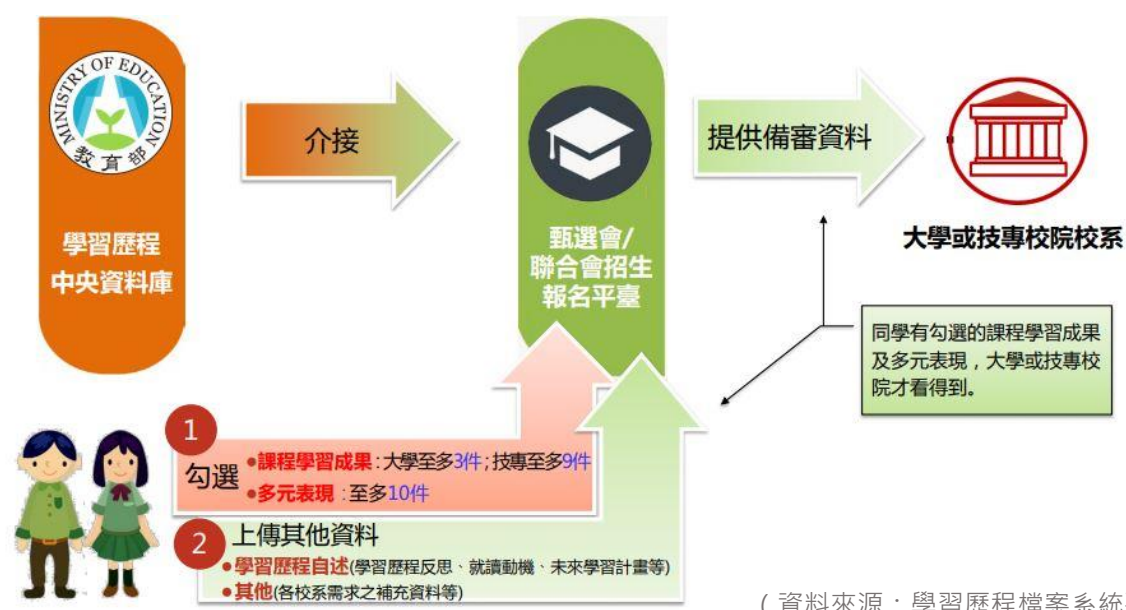 MINISTRY OF EDUCATION
教育部
學習歷程
中央資料庫
介接
甄選會/
聯合會招生
報名平臺
提供備審資料
大學或技專校院校系
同學有勾選的課程學習成果
及多元表現，大學或技專校
院才看得到。
1
勾選
●課程學習成果：大學至多3件；技專至多9件
●多元表現：至多10件
2
上傳其他資料
●學習歷程自述(學習歷程反思、就讀動機、未來學習計畫等)
●其他(各校系需求之補充資料等)
(資料來源：學習歷程檔案系統